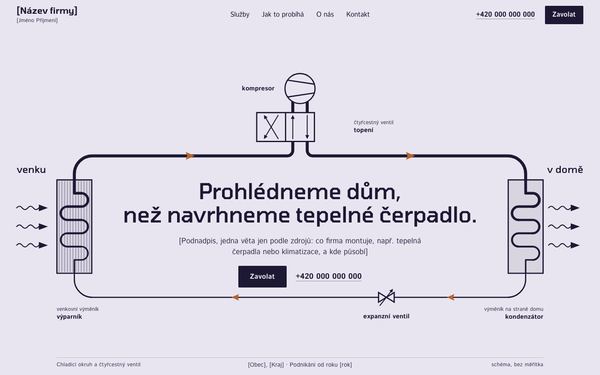 [Název firmy]
[Jméno Příjmení]
Služby
Jak to probíhá
O nás
Kontakt
+420 000 000 000
Zavolat
kompresor
čtyřcestný ventil
topení
venku
v domě
Prohlédneme dům,
než navrhneme tepelné čerpadlo.
[Podnadpis, jedna věta jen podle zdrojů: co firma montuje, např. tepelná
čerpadla nebo klimatizace, a kde působí]
Zavolat
+420 000 000 000
venkovní výměník
výparník
expanzní ventil
výměník na straně domu
kondenzátor
Chladicí okruh a čtyřcestný ventil
[Obec], [Kraj] · Podnikání od roku [rok]
schéma, bez měřítka